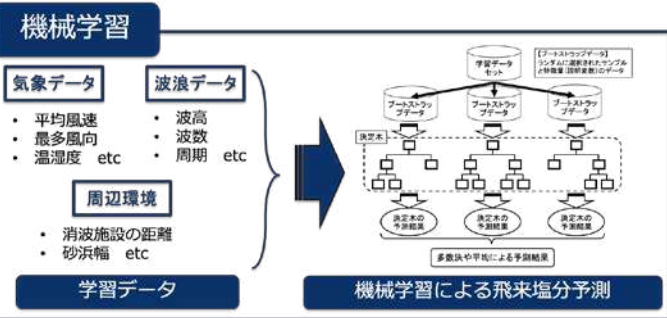 機械学習
気象データ
・ 平均風速
・ 最多風向
・ 温湿度 etc
波浪データ
・ 波高
・ 波数
・ 周期 etc
周辺環境
・ 消波施設の距離
・ 砂浜幅 etc
学習データ
学習データ
セット
【ブートストラップデータ】
ランダムに選択されたサンプル
と特徴量(説明変数)のデータ
ブートストラッ
プデータ
ブートストラッ
プデータ
ブートストラッ
プデータ
決定木
決定木の
予測結果
決定木の
予測結果
決定木の
予測結果
多数決や平均による予測結果
機械学習による飛来塩分予測